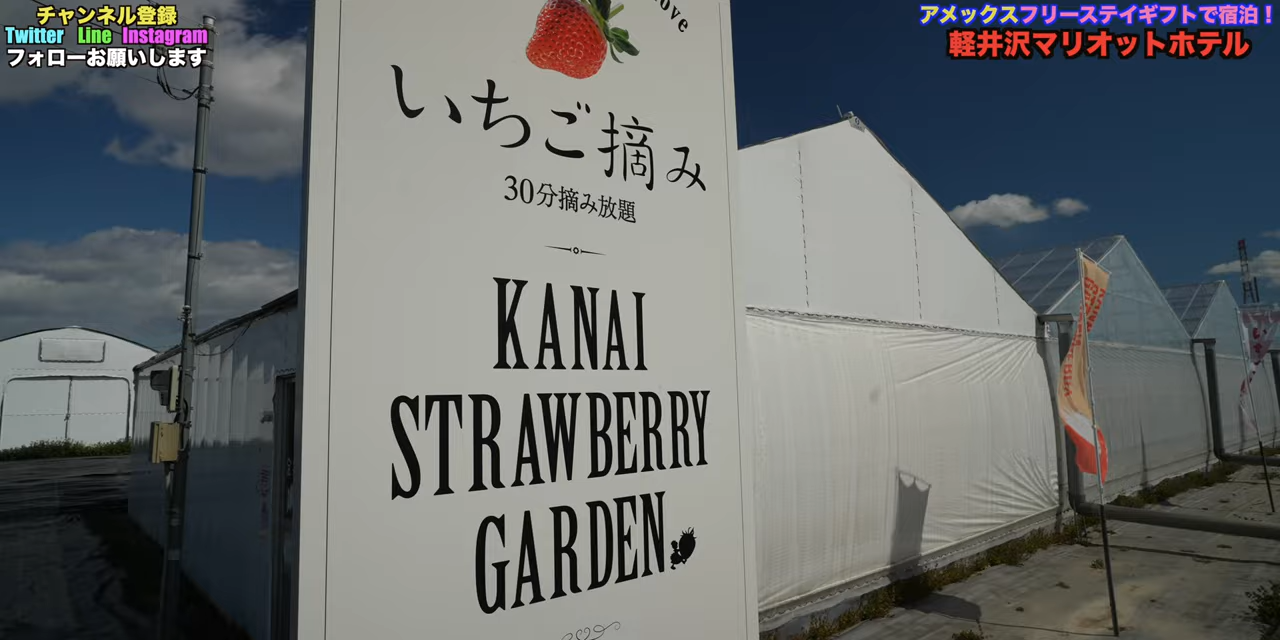 チャンネル登録
Twitter Line Instagram
フォローお願いします
アメックスフリーステイギフトで宿泊！
軽井沢マリオットホテル
いちご摘み
30分摘み放題
KANAI
STRAWBERRY
GARDEN